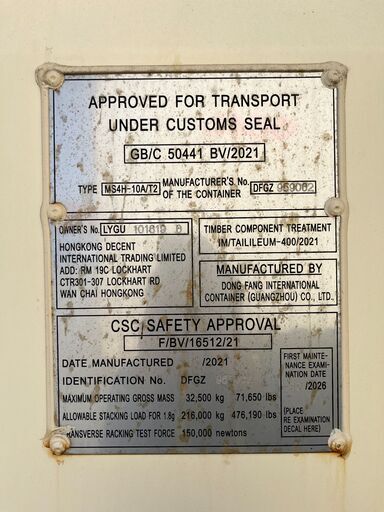 APPROVED FOR TRANSPORT
UNDER CUSTOMS SEAL
GB/C 50441 BV/2021
TYPE MS4H-10A/T2 MANUFACTURER'S No. OF THE CONTAINER DFGZ
OWNER'S No. LYGU 101819 8
HONGKONG DECENT
INTERNATIONAL TRADING LIMITED
ADD: RM 19C LOCKHART
CTR301-307 LOCKHART RD
WAN CHAI HONGKONG
TIMBER COMPONENT TREATMENT
IM/TAILILEUM-400/2021
MANUFACTURED BY
DONG FANG INTERNATIONAL
CONTAINER (GUANGZHOU) CO., LTD.
CSC SAFETY APPROVAL
F/BV/16512/21
DATE MANUFACTURED /2021
IDENTIFICATION No. DFGZ
MAXIMUM OPERATING GROSS MASS 32,500 kg 71,650 lbs
ALLOWABLE STACKING LOAD FOR 1.8g 216,000 kg 476,190 lbs
TRANSVERSE RACKING TEST FORCE 150,000 newtons
FIRST MAINTE-
NANCE EXAMI-
NATION DATE
/2026
(PLACE
RE EXAMINATION
DECAL HERE)